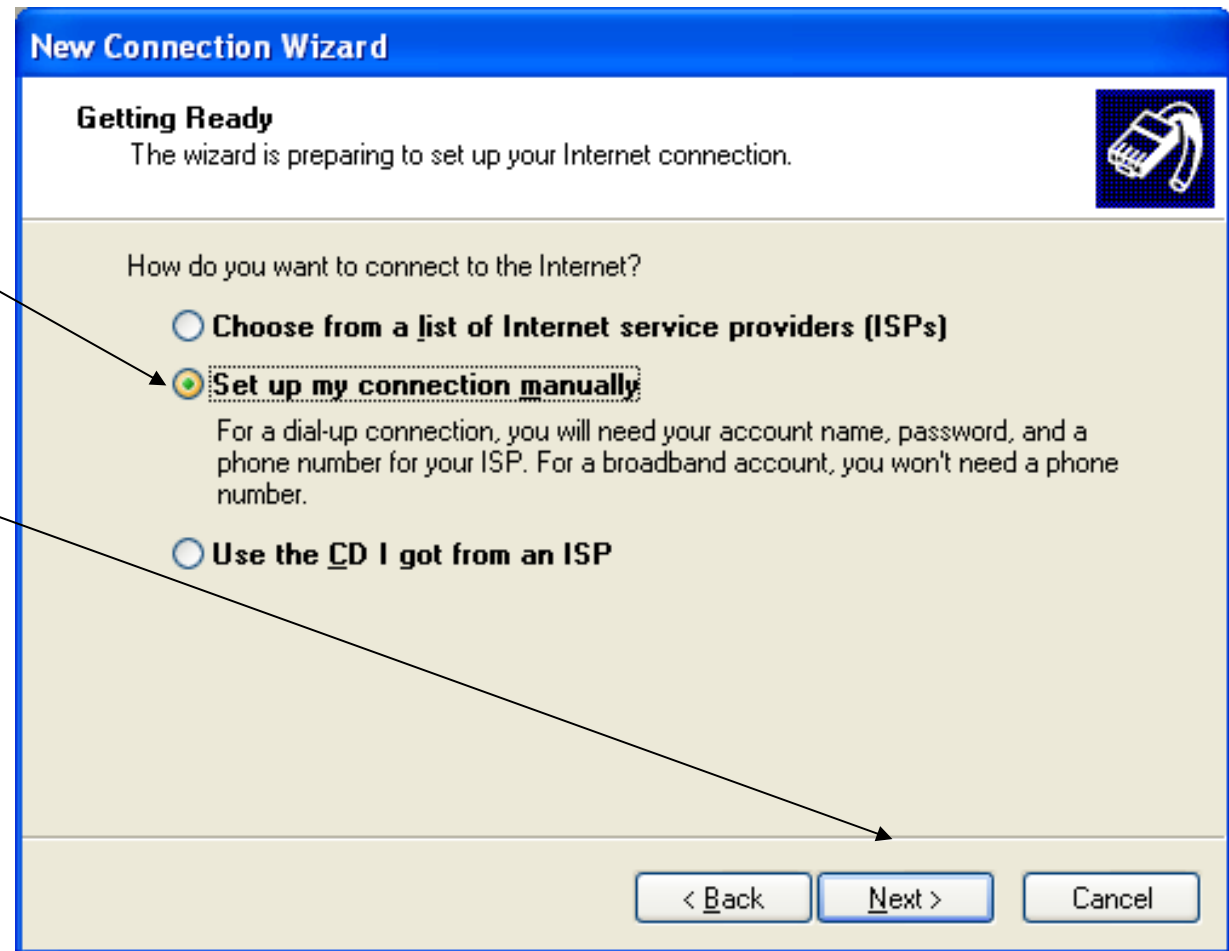 New Connection Wizard
Getting Ready
The wizard is preparing to set up your Internet connection.
How do you want to connect to the Internet?
Choose from a list of Internet service providers (ISPs)
Set up my connection manually
For a dial-up connection, you will need your account name, password, and a
phone number for your ISP. For a broadband account, you won't need a phone
number.
Use the CD I got from an ISP
< Back Next > Cancel